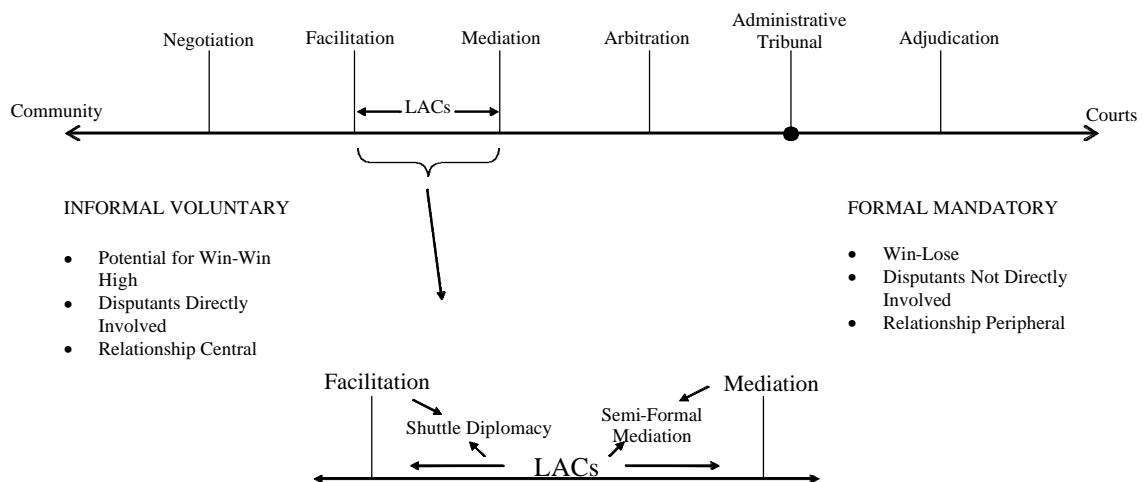 Administrative
Tribunal
Negotiation
Facilitation
Mediation
Arbitration
Adjudication
Community
LACs
Courts
INFORMAL VOLUNTARY
• Potential for Win-Win
High
• Disputants Directly
Involved
• Relationship Central
FORMAL MANDATORY
• Win-Lose
• Disputants Not Directly
Involved
• Relationship Peripheral
Facilitation
Mediation
Shuttle Diplomacy
Semi-Formal
Mediation
LACs